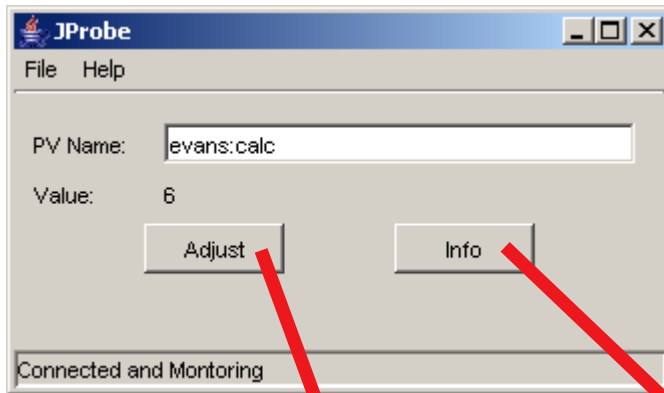 JProbe
File Help
PV Name: evans:calc
Value: 6
Adjust Info
Connected and Montoring